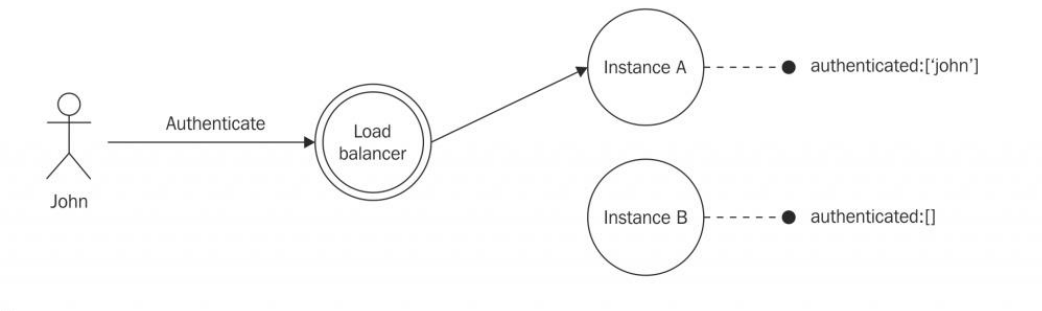 Instance A
authenticated:[‘john’]
Authenticate
Load
balancer
John
Instance B
authenticated:[]